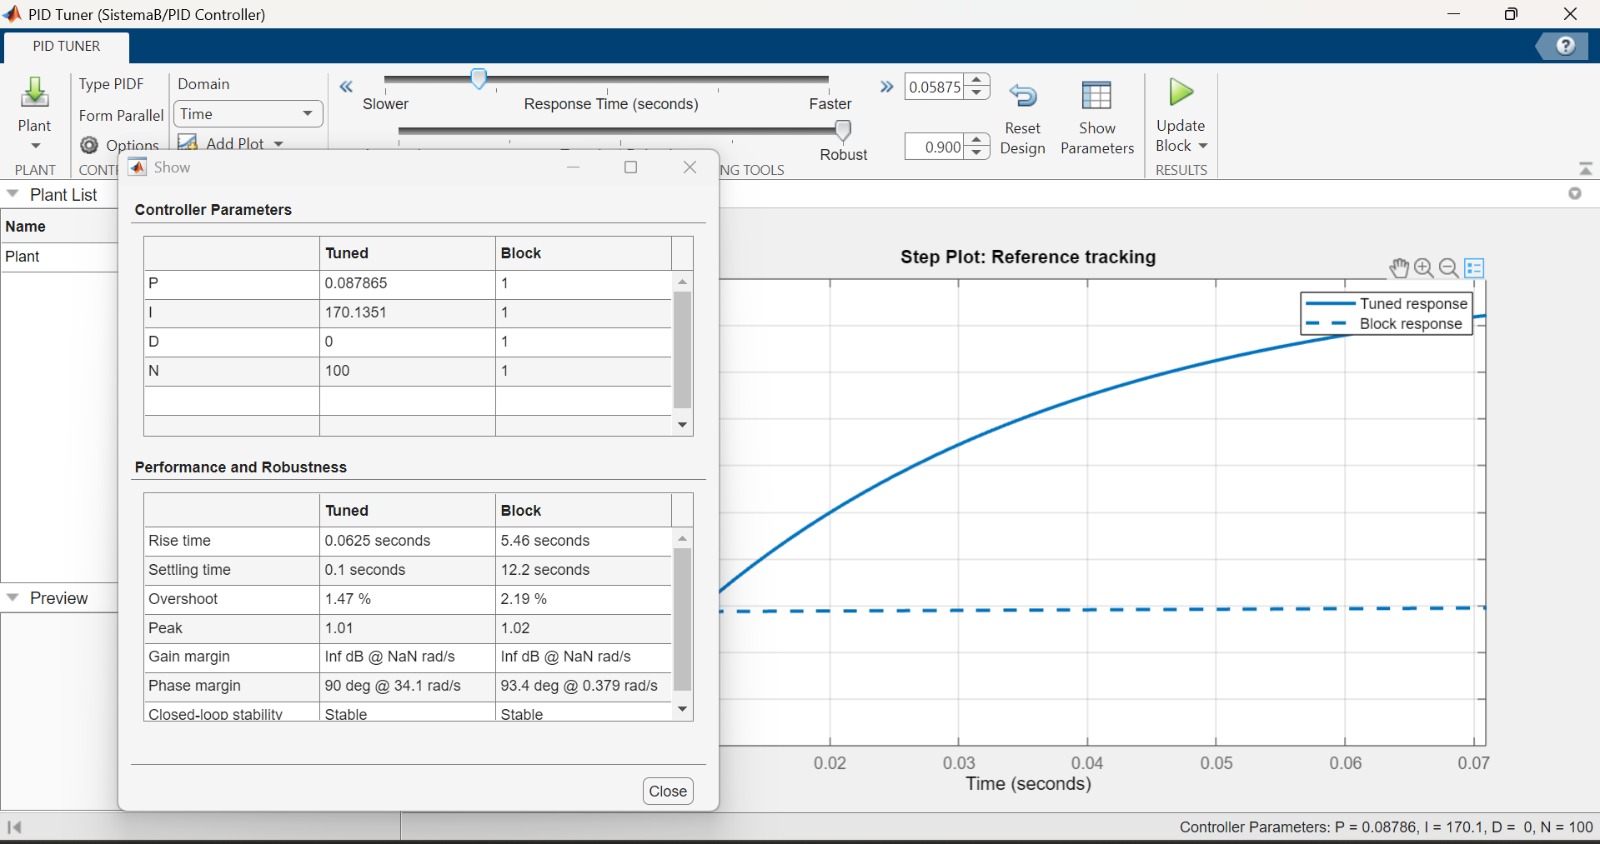 PID Tuner (SistemaB/PID Controller)
PID TUNER
Plant
PLANT
Type PIDF
Form Parallel
Options
Domain
Time
Add Plot
Slower
Response Time (seconds)
Faster
Robust
0.05875
0.900
Reset
Design
Show
Parameters
NG TOOLS
Update
Block
RESULTS
Plant List
Name
Plant
Preview
Show
Controller Parameters
Tuned Block
P 0.087865 1
I 170.1351 1
D 0 1
N 100 1
Performance and Robustness
Tuned Block
Rise time 0.0625 seconds 5.46 seconds
Settling time 0.1 seconds 12.2 seconds
Overshoot 1.47 % 2.19 %
Peak 1.01 1.02
Gain margin Inf dB @ NaN rad/s Inf dB @ NaN rad/s
Phase margin 90 deg @ 34.1 rad/s 93.4 deg @ 0.379 rad/s
Closed-loop stability Stable Stable
Close
Step Plot: Reference tracking
Tuned response
Block response
0.02 0.03 0.04 0.05 0.06 0.07
Time (seconds)
Controller Parameters: P = 0.08786, I = 170.1, D = 0, N = 100